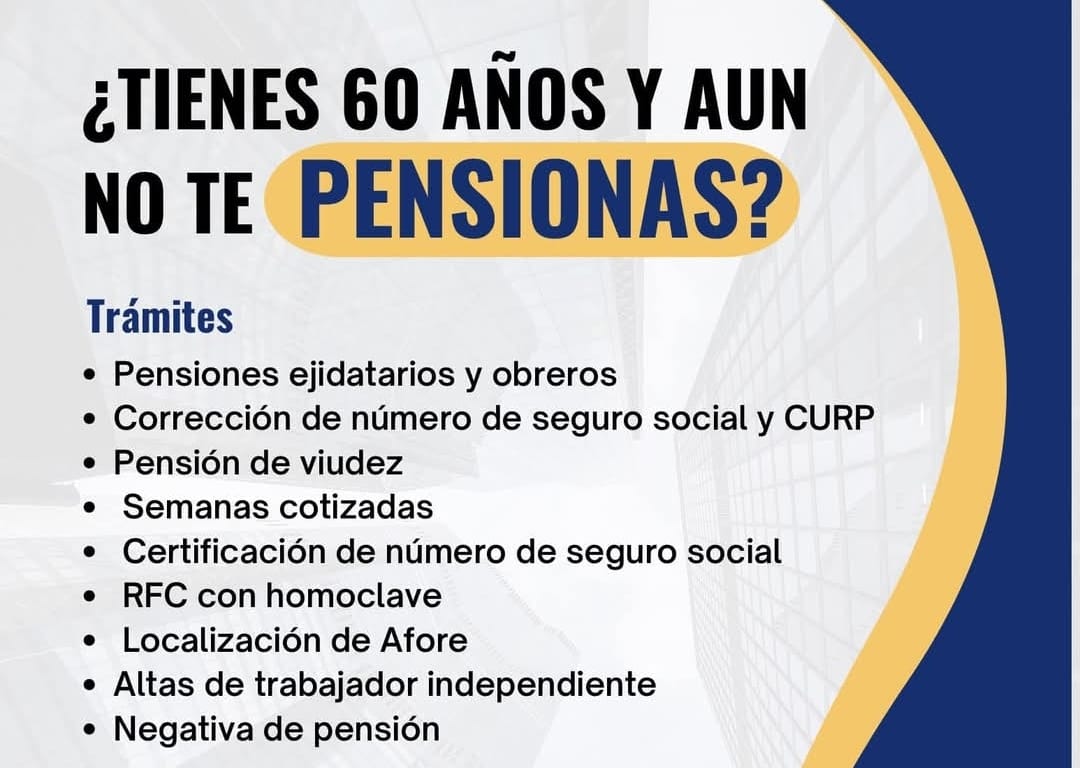 ¿TIENES 60 AÑOS Y AUN
NO TE PENSIONAS?
Trámites
• Pensiones ejidatarios y obreros
• Corrección de número de seguro social y CURP
• Pensión de viudez
• Semanas cotizadas
• Certificación de número de seguro social
• RFC con homoclave
• Localización de Afore
• Altas de trabajador independiente
• Negativa de pensión